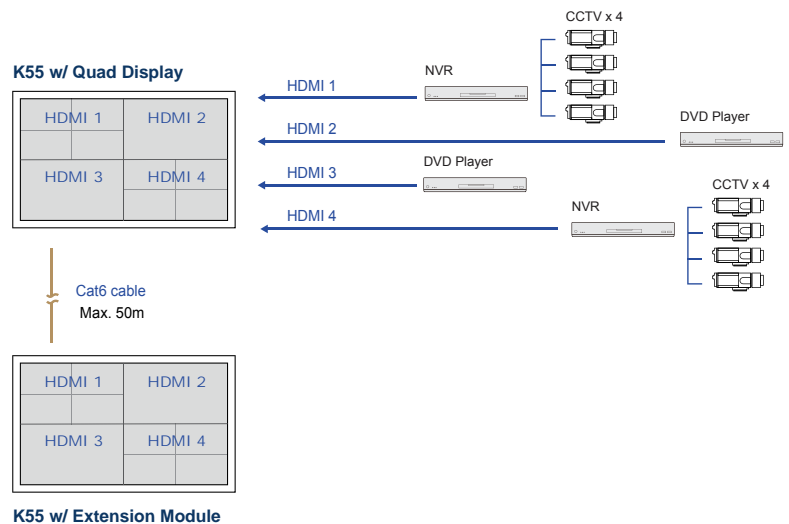 CCTV x 4
K55 w/ Quad Display
NVR
HDMI 1
HDMI 1
HDMI 2
HDMI 2
DVD Player
HDMI 3
HDMI 4
HDMI 3
DVD Player
HDMI 4
NVR
CCTV x 4
Cat6 cable
Max. 50m
HDMI 1
HDMI 2
HDMI 3
HDMI 4
K55 w/ Extension Module